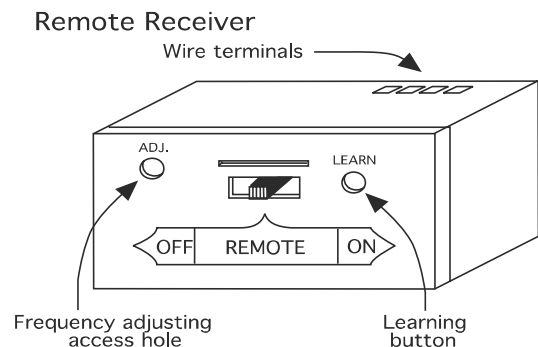 Remote Receiver
Wire terminals
ADJ.
LEARN
OFF REMOTE ON
Frequency adjusting
access hole
Learning
button